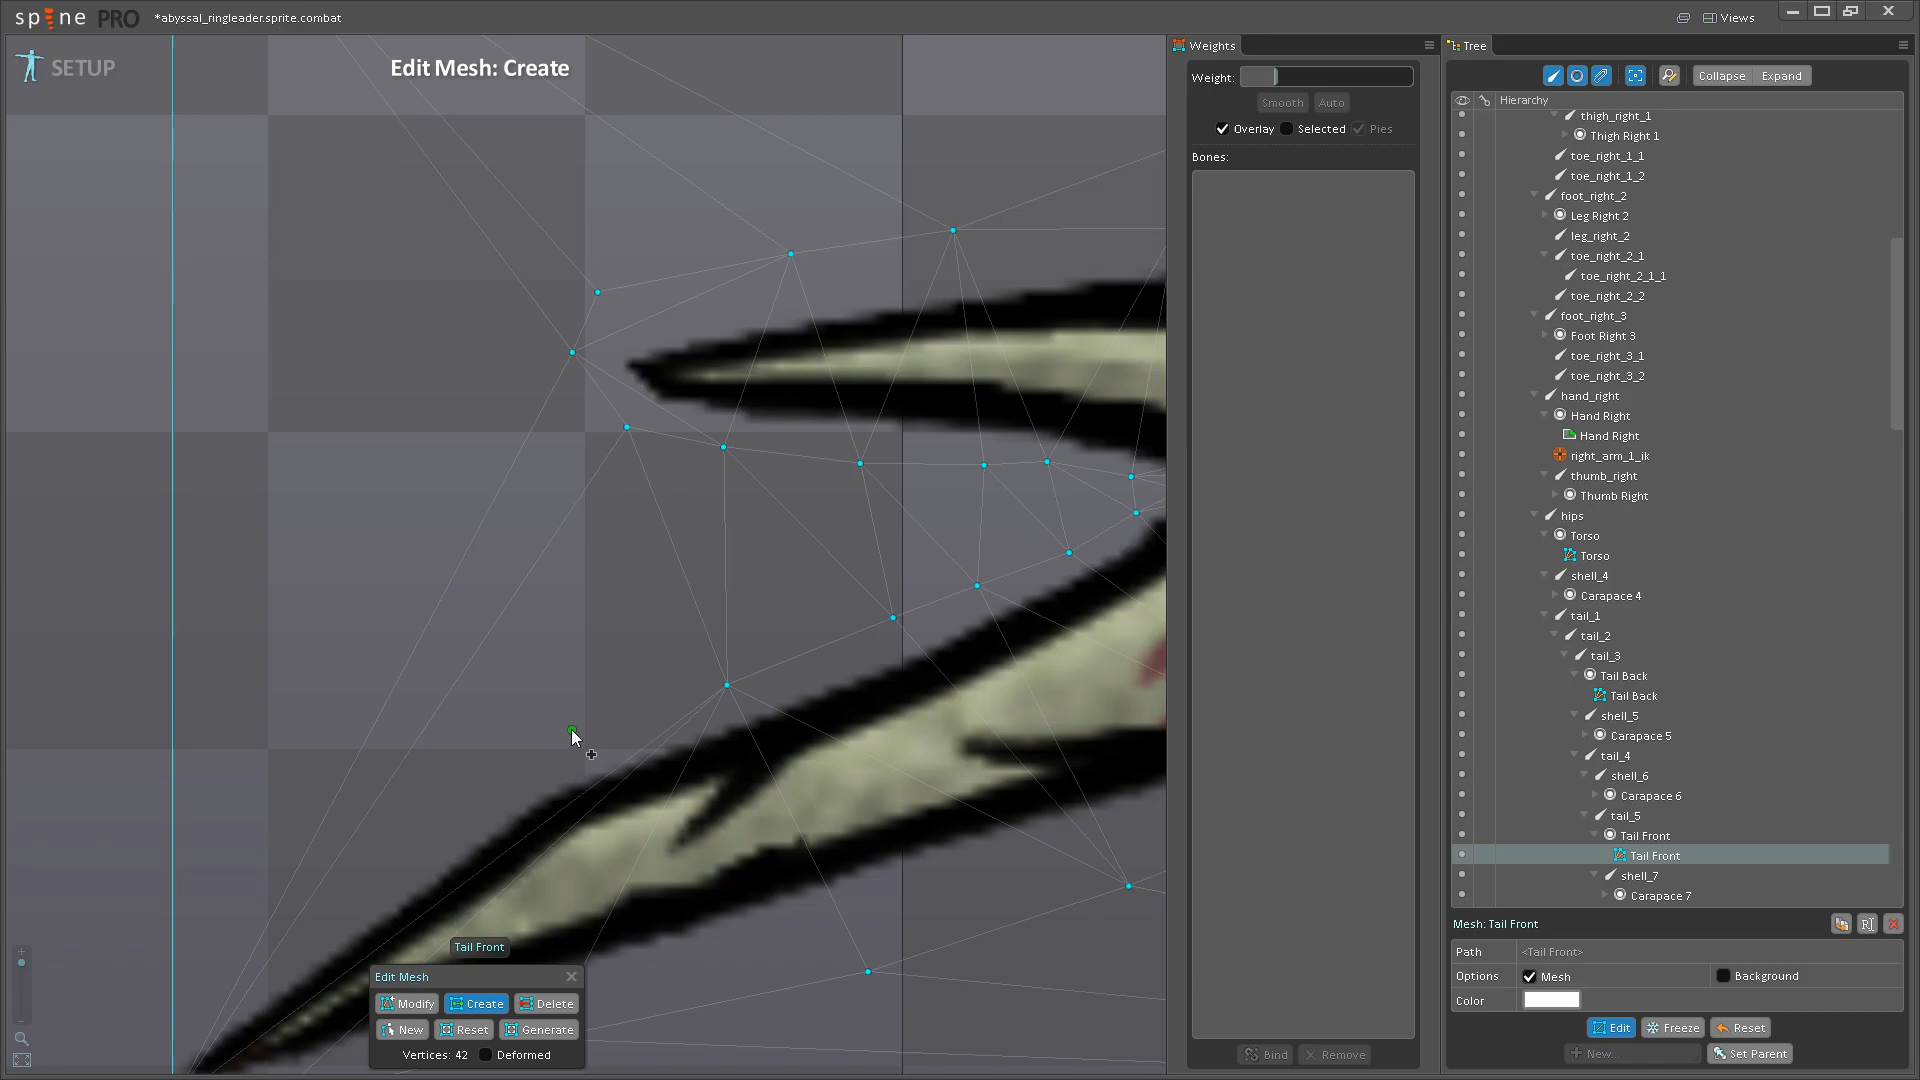 spine PRO
*abyssal_ringleader.sprite.combat
Views
SETUP
Edit Mesh: Create
Weights
Weight:
Smooth
Auto
Overlay
Selected
Pies
Bones:
Bind
Remove
Tree
Collapse
Expand
Hierarchy
thigh_right_1
Thigh Right 1
toe_right_1_1
toe_right_1_2
foot_right_2
Leg Right 2
leg_right_2
toe_right_2_1
toe_right_2_1_1
toe_right_2_2
foot_right_3
Foot Right 3
toe_right_3_1
toe_right_3_2
hand_right
Hand Right
Hand Right
right_arm_1_ik
thumb_right
Thumb Right
hips
Torso
Torso
shell_4
Carapace 4
tail_1
tail_2
tail_3
Tail Back
Tail Back
shell_5
Carapace 5
tail_4
shell_6
Carapace 6
tail_5
Tail Front
Tail Front
shell_7
Carapace 7
Mesh: Tail Front
Path
<Tail Front>
Options
Mesh
Background
Color
Edit
Freeze
Reset
New...
Set Parent
Tail Front
Edit Mesh
Modify
Create
Delete
New
Reset
Generate
Vertices: 42
Deformed